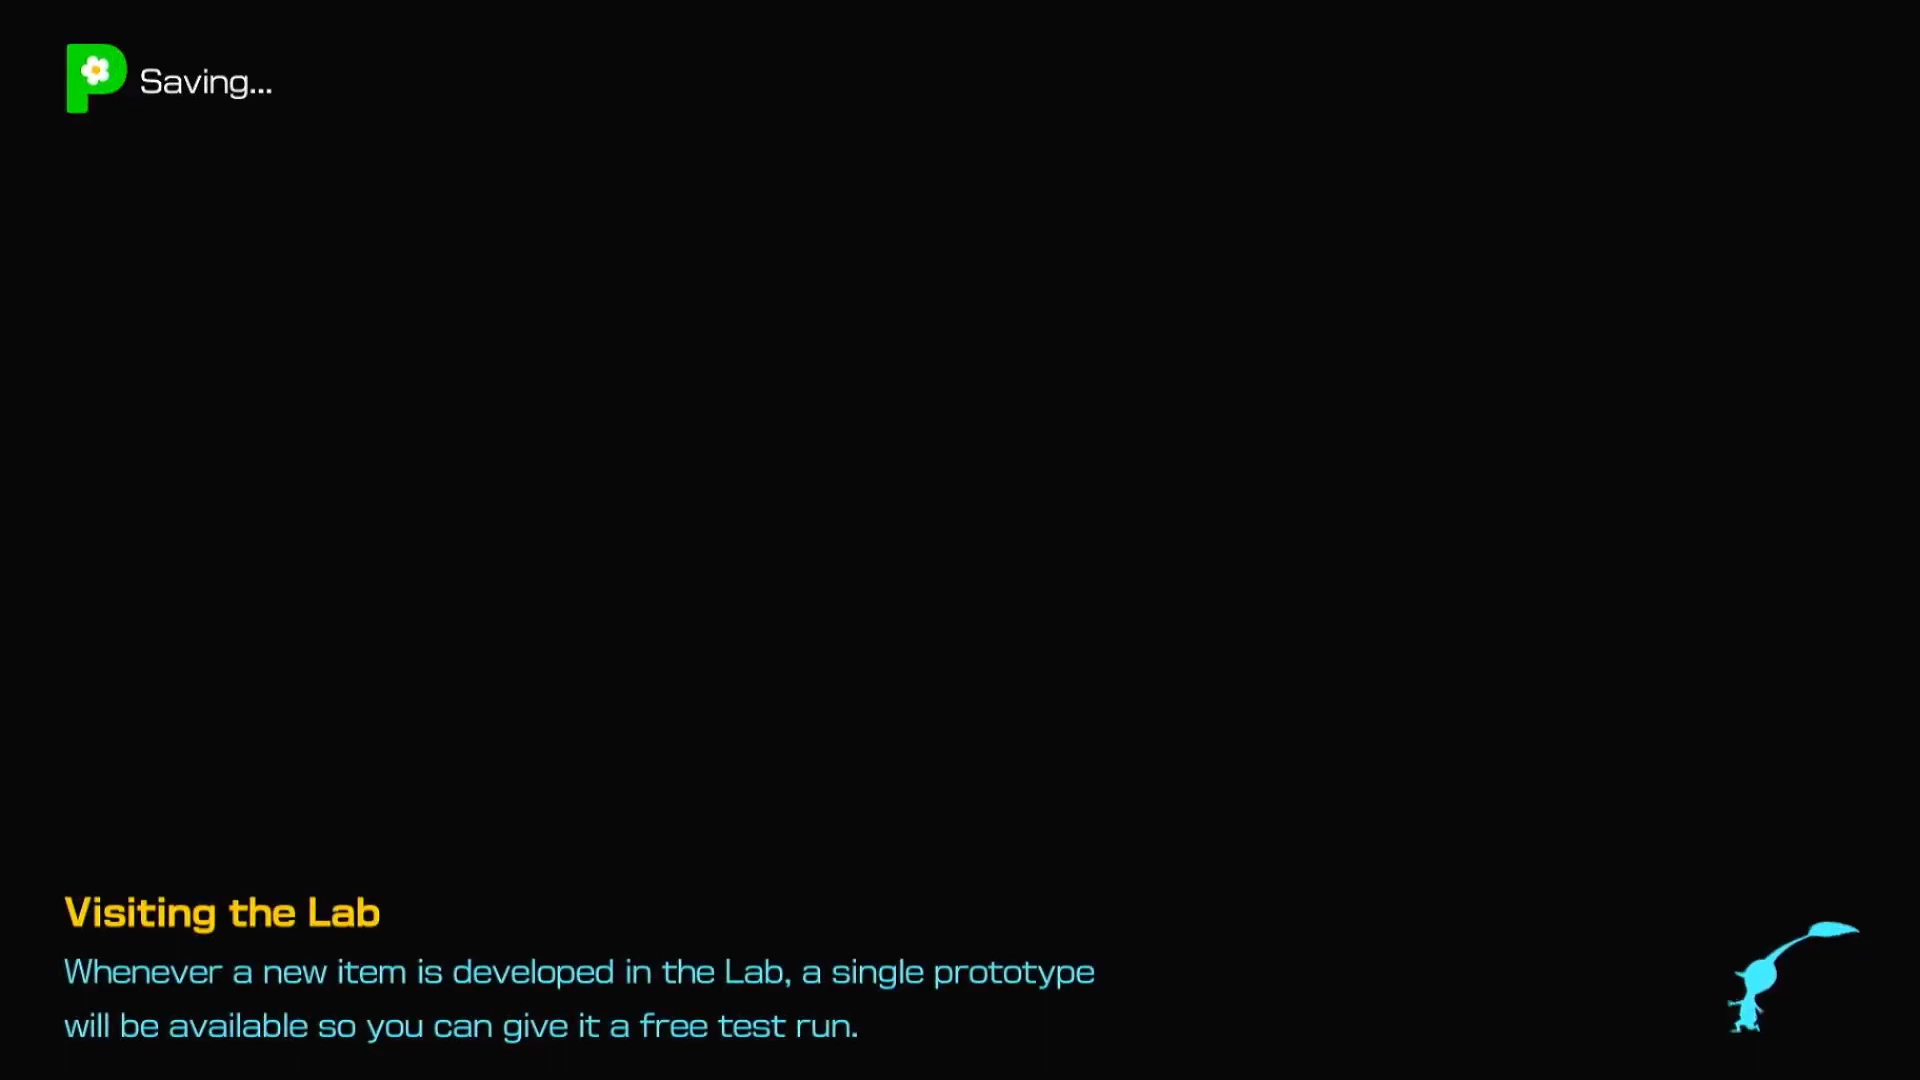 P Saving...
Visiting the Lab
Whenever a new item is developed in the Lab, a single prototype
will be available so you can give it a free test run.